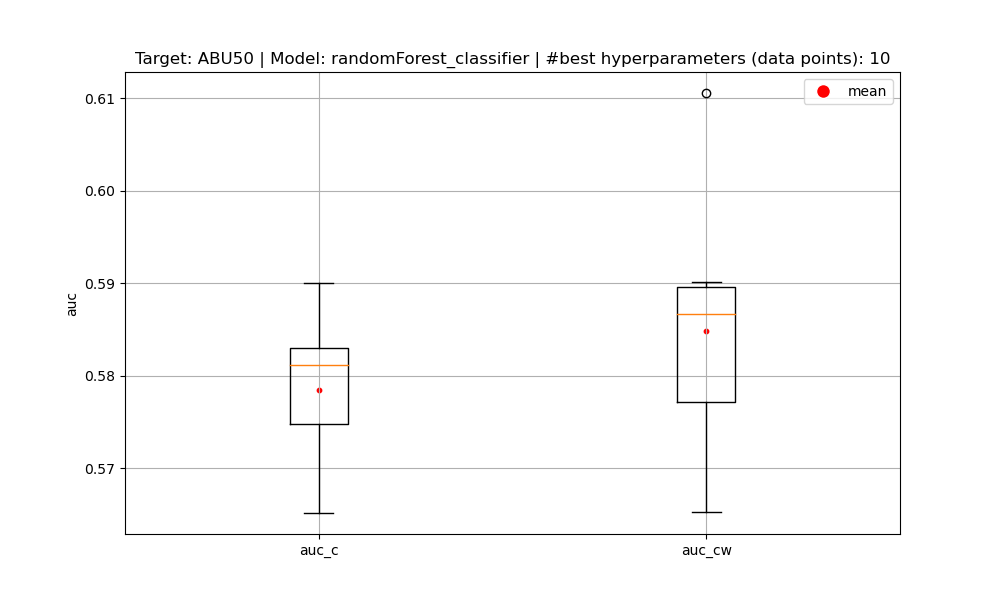 Target: ABU50 | Model: randomForest_classifier | #best hyperparameters (data points): 10
mean
0.61
0.60
0.59
0.58
0.57
auc
auc_c
auc_cw